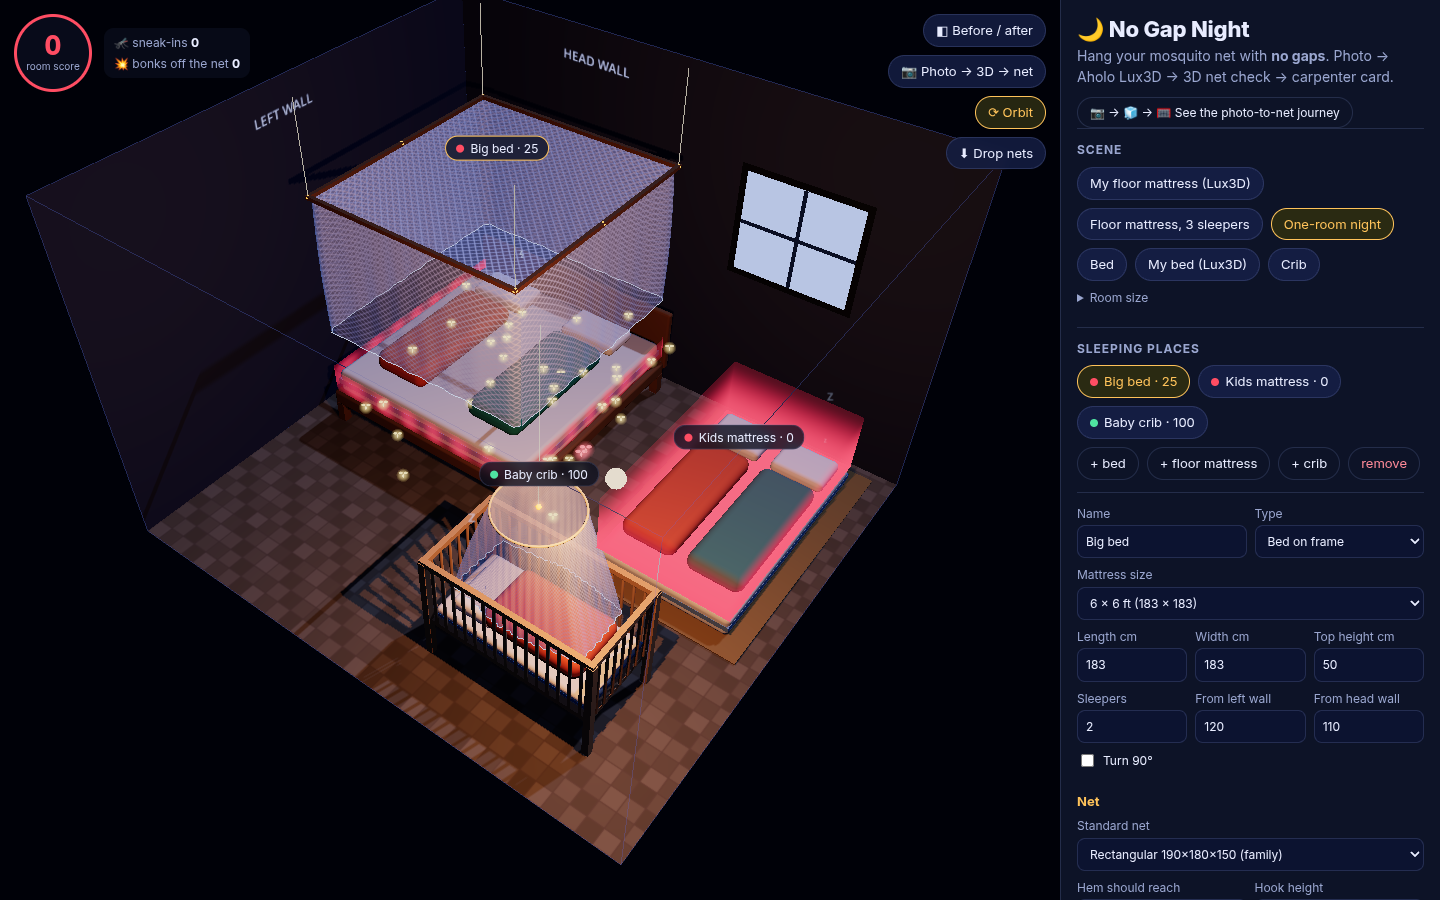 0
room score
🦟 sneak-ins 0
💥 bonks off the net 0
LEFT WALL
HEAD WALL
Big bed · 25
Kids mattress · 0
Baby crib · 100
z
◧ Before / after
📷 Photo → 3D → net
⟳ Orbit
⬇ Drop nets
🌙 No Gap Night
Hang your mosquito net with no gaps. Photo →
Aholo Lux3D → 3D net check → carpenter card.
📷 → 🧊 → 🥅 See the photo-to-net journey
SCENE
My floor mattress (Lux3D)
Floor mattress, 3 sleepers
One-room night
Bed
My bed (Lux3D)
Crib
▶ Room size
SLEEPING PLACES
Big bed · 25
Kids mattress · 0
Baby crib · 100
+ bed
+ floor mattress
+ crib
remove
Name
Type
Big bed
Bed on frame
Mattress size
6 × 6 ft (183 × 183)
Length cm
Width cm
Top height cm
183
183
50
Sleepers
From left wall
From head wall
2
120
110
Turn 90°
Net
Standard net
Rectangular 190×180×150 (family)
Hem should reach
Hook height